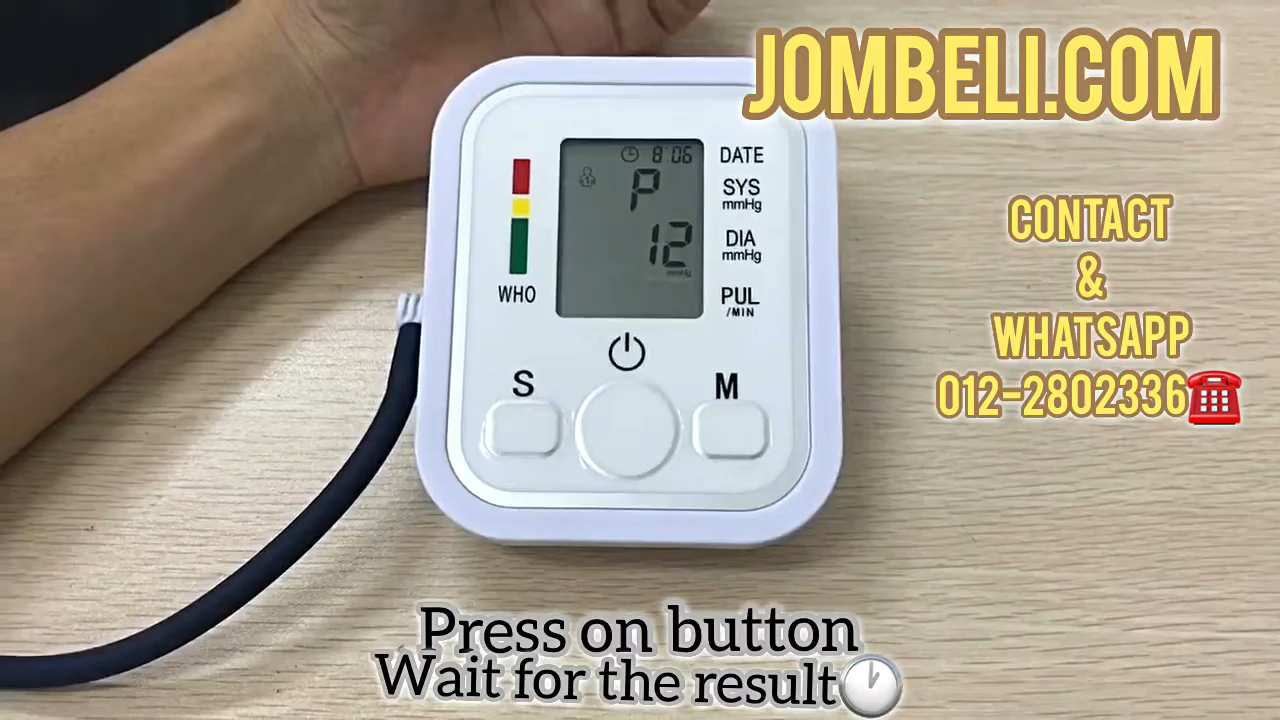 JOMBELI.COM
8:06
DATE
P
SYS
mmHg
12
mmHg
DIA
mmHg
WHO
PUL
/MIN
S
M
CONTACT
&
WHATSAPP
012-2802336
Press on button
Wait for the result